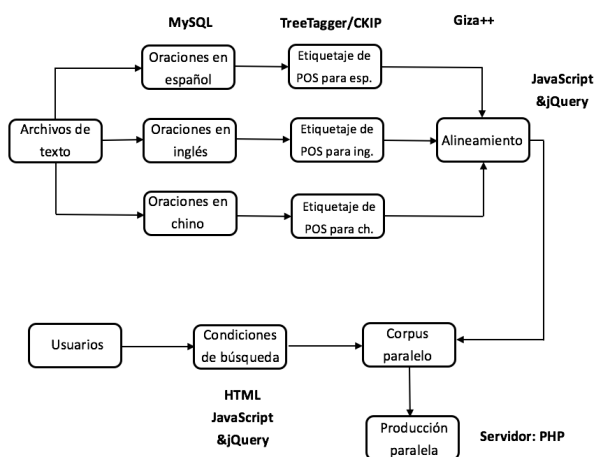 MySQL
TreeTagger/CKIP
Giza++
Oraciones en
español
Etiquetaje de
POS para esp.
JavaScript
&jQuery
Archivos de
texto
Oraciones en
inglés
Etiquetaje de
POS para ing.
Alineamiento
Oraciones en
chino
Etiquetaje de
POS para ch.
Usuarios
Condiciones
de búsqueda
Corpus
paralelo
HTML
JavaScript
&jQuery
Producción
paralela
Servidor: PHP